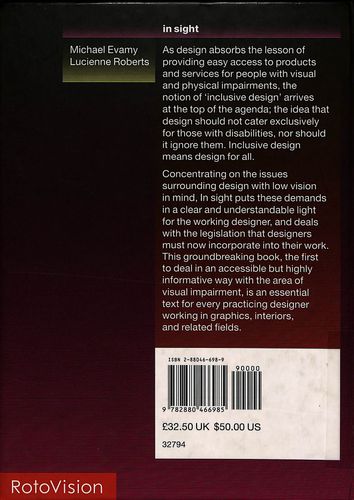 in sight
Michael Evamy
Lucienne Roberts
As design absorbs the lesson of
providing easy access to products
and services for people with visual
and physical impairments, the
notion of 'inclusive design' arrives
at the top of the agenda; the idea that
design should not cater exclusively
for those with disabilities, nor should
it ignore them. Inclusive design
means design for all.
Concentrating on the issues
surrounding design with low vision
in mind, In sight puts these demands
in a clear and understandable light
for the working designer, and deals
with the legislation that designers
must now incorporate into their work.
This groundbreaking book, the first
to deal in an accessible but highly
informative way with the area of
visual impairment, is an essential
text for every practicing designer
working in graphics, interiors,
and related fields.
ISBN 2-88046-698-9
90000
9 782880 466985
£32.50 UK $50.00 US
32794
RotoVision